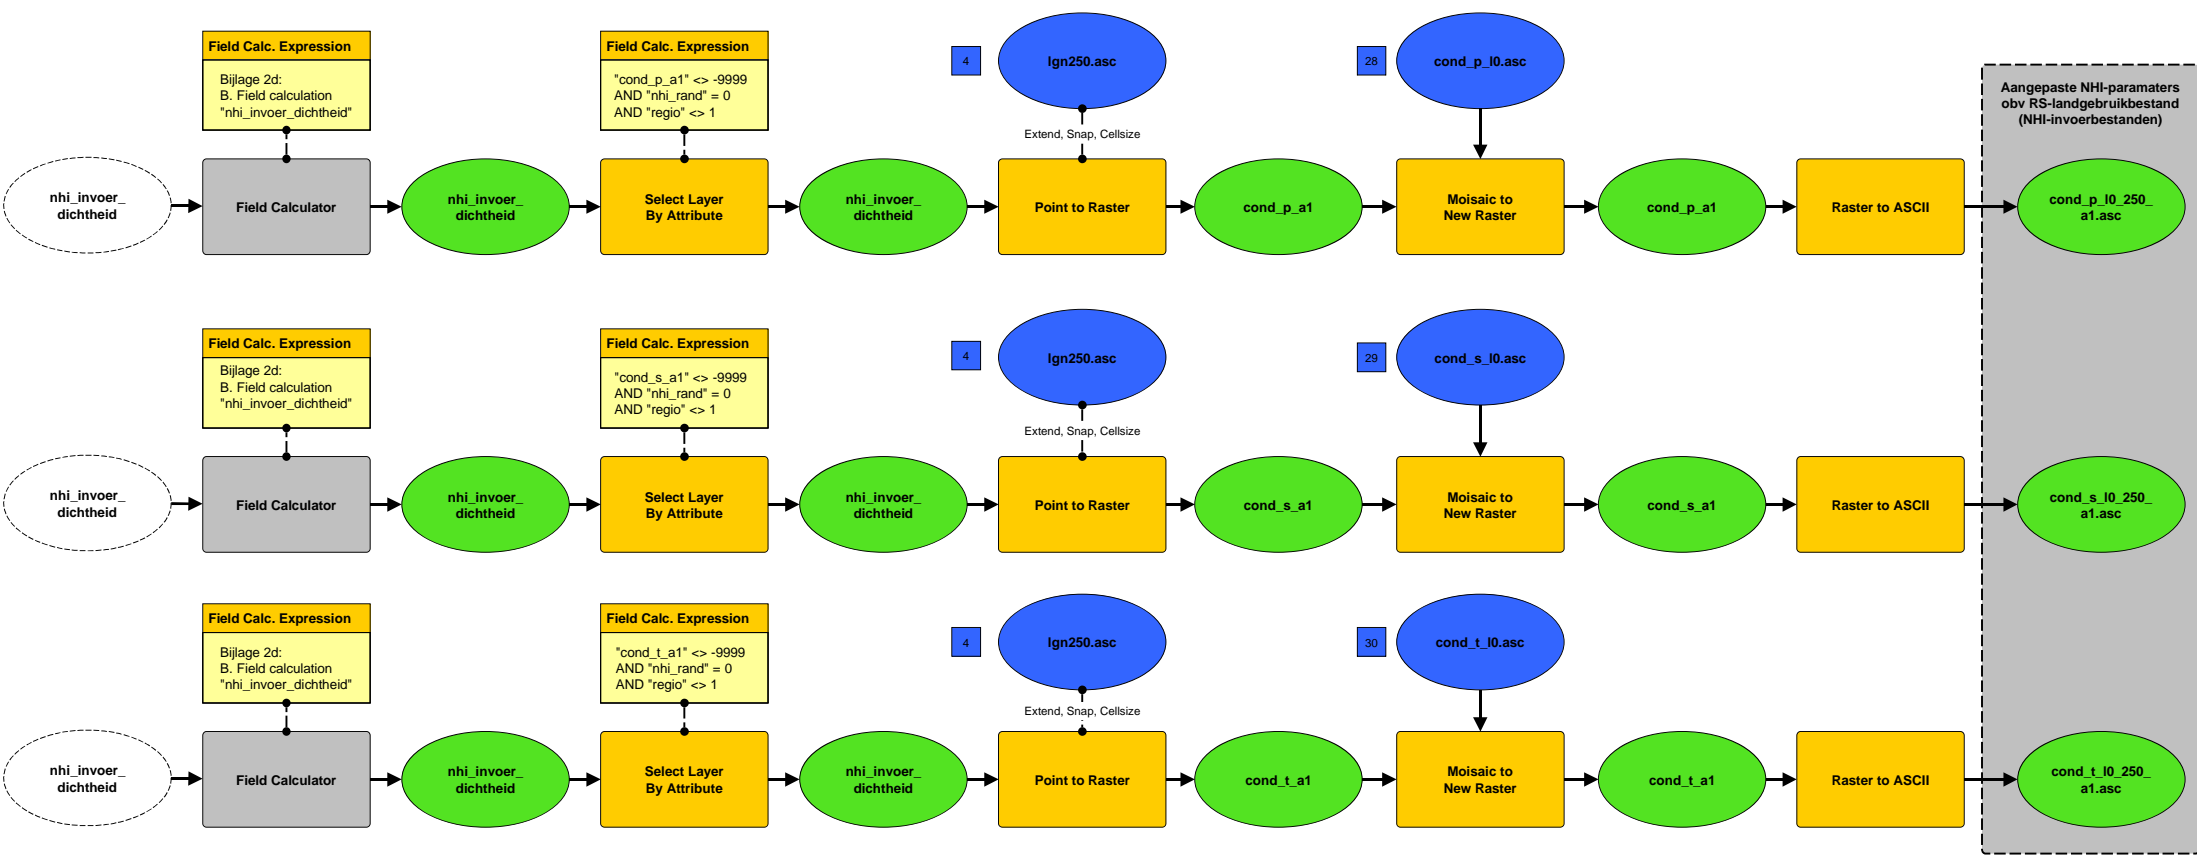 Field Calc. Expression
Bijlage 2d:
B. Field calculation
"nhi_invoer_dichtheid"
Field Calc. Expression
"cond_p_a1" <> -9999
AND "nhi_rand" = 0
AND "regio" <> 1
4
lgn250.asc
Extend, Snap, Cellsize
28
cond_p_l0.asc
Aangepaste NHI-paramaters
obv RS-landgebruikbestand
(NHI-invoerbestanden)
nhi_invoer_
dichtheid
Field Calculator
nhi_invoer_
dichtheid
Select Layer
By Attribute
nhi_invoer_
dichtheid
Point to Raster
cond_p_a1
Moisaic to
New Raster
cond_p_a1
Raster to ASCII
cond_p_l0_250_
a1.asc
Field Calc. Expression
Bijlage 2d:
B. Field calculation
"nhi_invoer_dichtheid"
Field Calc. Expression
"cond_s_a1" <> -9999
AND "nhi_rand" = 0
AND "regio" <> 1
4
lgn250.asc
Extend, Snap, Cellsize
29
cond_s_l0.asc
nhi_invoer_
dichtheid
Field Calculator
nhi_invoer_
dichtheid
Select Layer
By Attribute
nhi_invoer_
dichtheid
Point to Raster
cond_s_a1
Moisaic to
New Raster
cond_s_a1
Raster to ASCII
cond_s_l0_250_
a1.asc
Field Calc. Expression
Bijlage 2d:
B. Field calculation
"nhi_invoer_dichtheid"
Field Calc. Expression
"cond_t_a1" <> -9999
AND "nhi_rand" = 0
AND "regio" <> 1
4
lgn250.asc
Extend, Snap, Cellsize
30
cond_t_l0.asc
nhi_invoer_
dichtheid
Field Calculator
nhi_invoer_
dichtheid
Select Layer
By Attribute
nhi_invoer_
dichtheid
Point to Raster
cond_t_a1
Moisaic to
New Raster
cond_t_a1
Raster to ASCII
cond_t_l0_250_
a1.asc